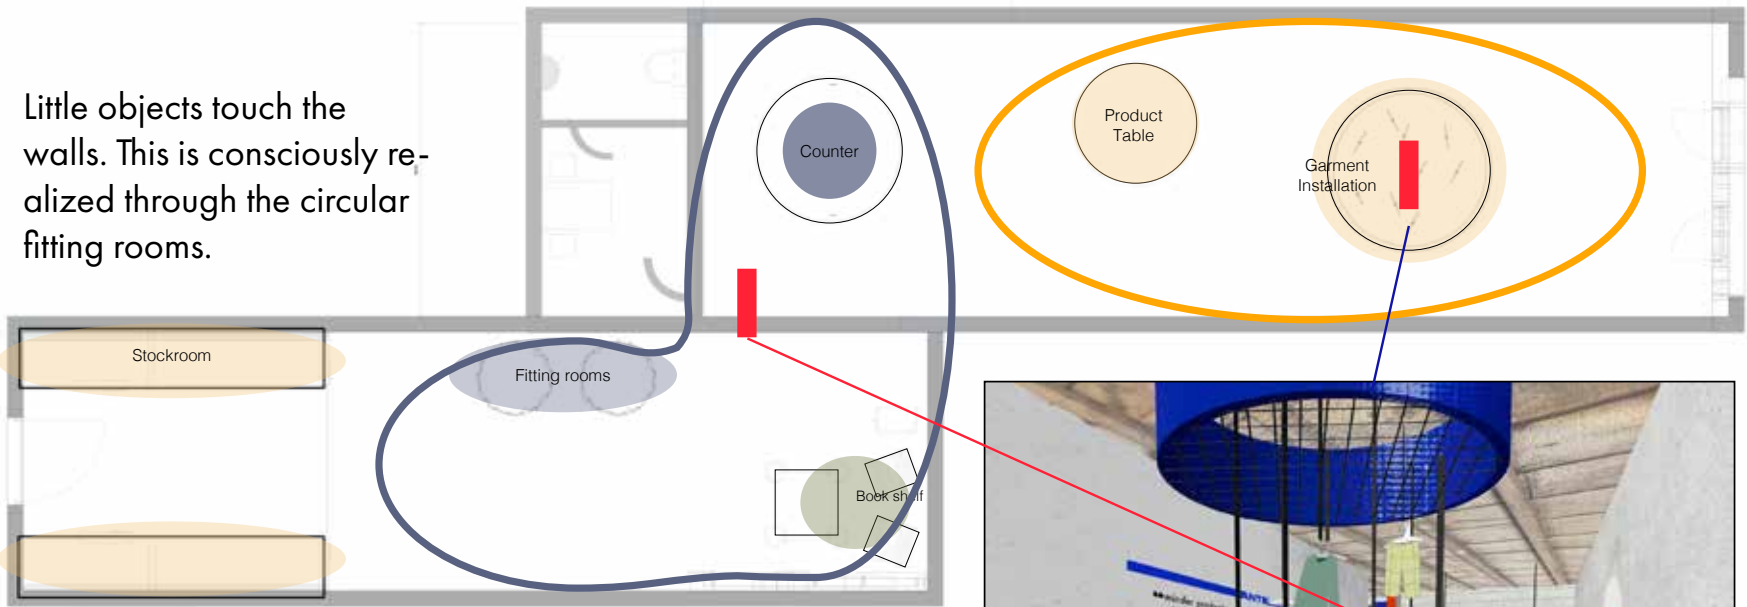 Little objects touch the
walls. This is consciously re-
alized through the circular
fitting rooms.
Counter
Product
Table
Garment
Installation
Stockroom
Fitting rooms
Book shelf